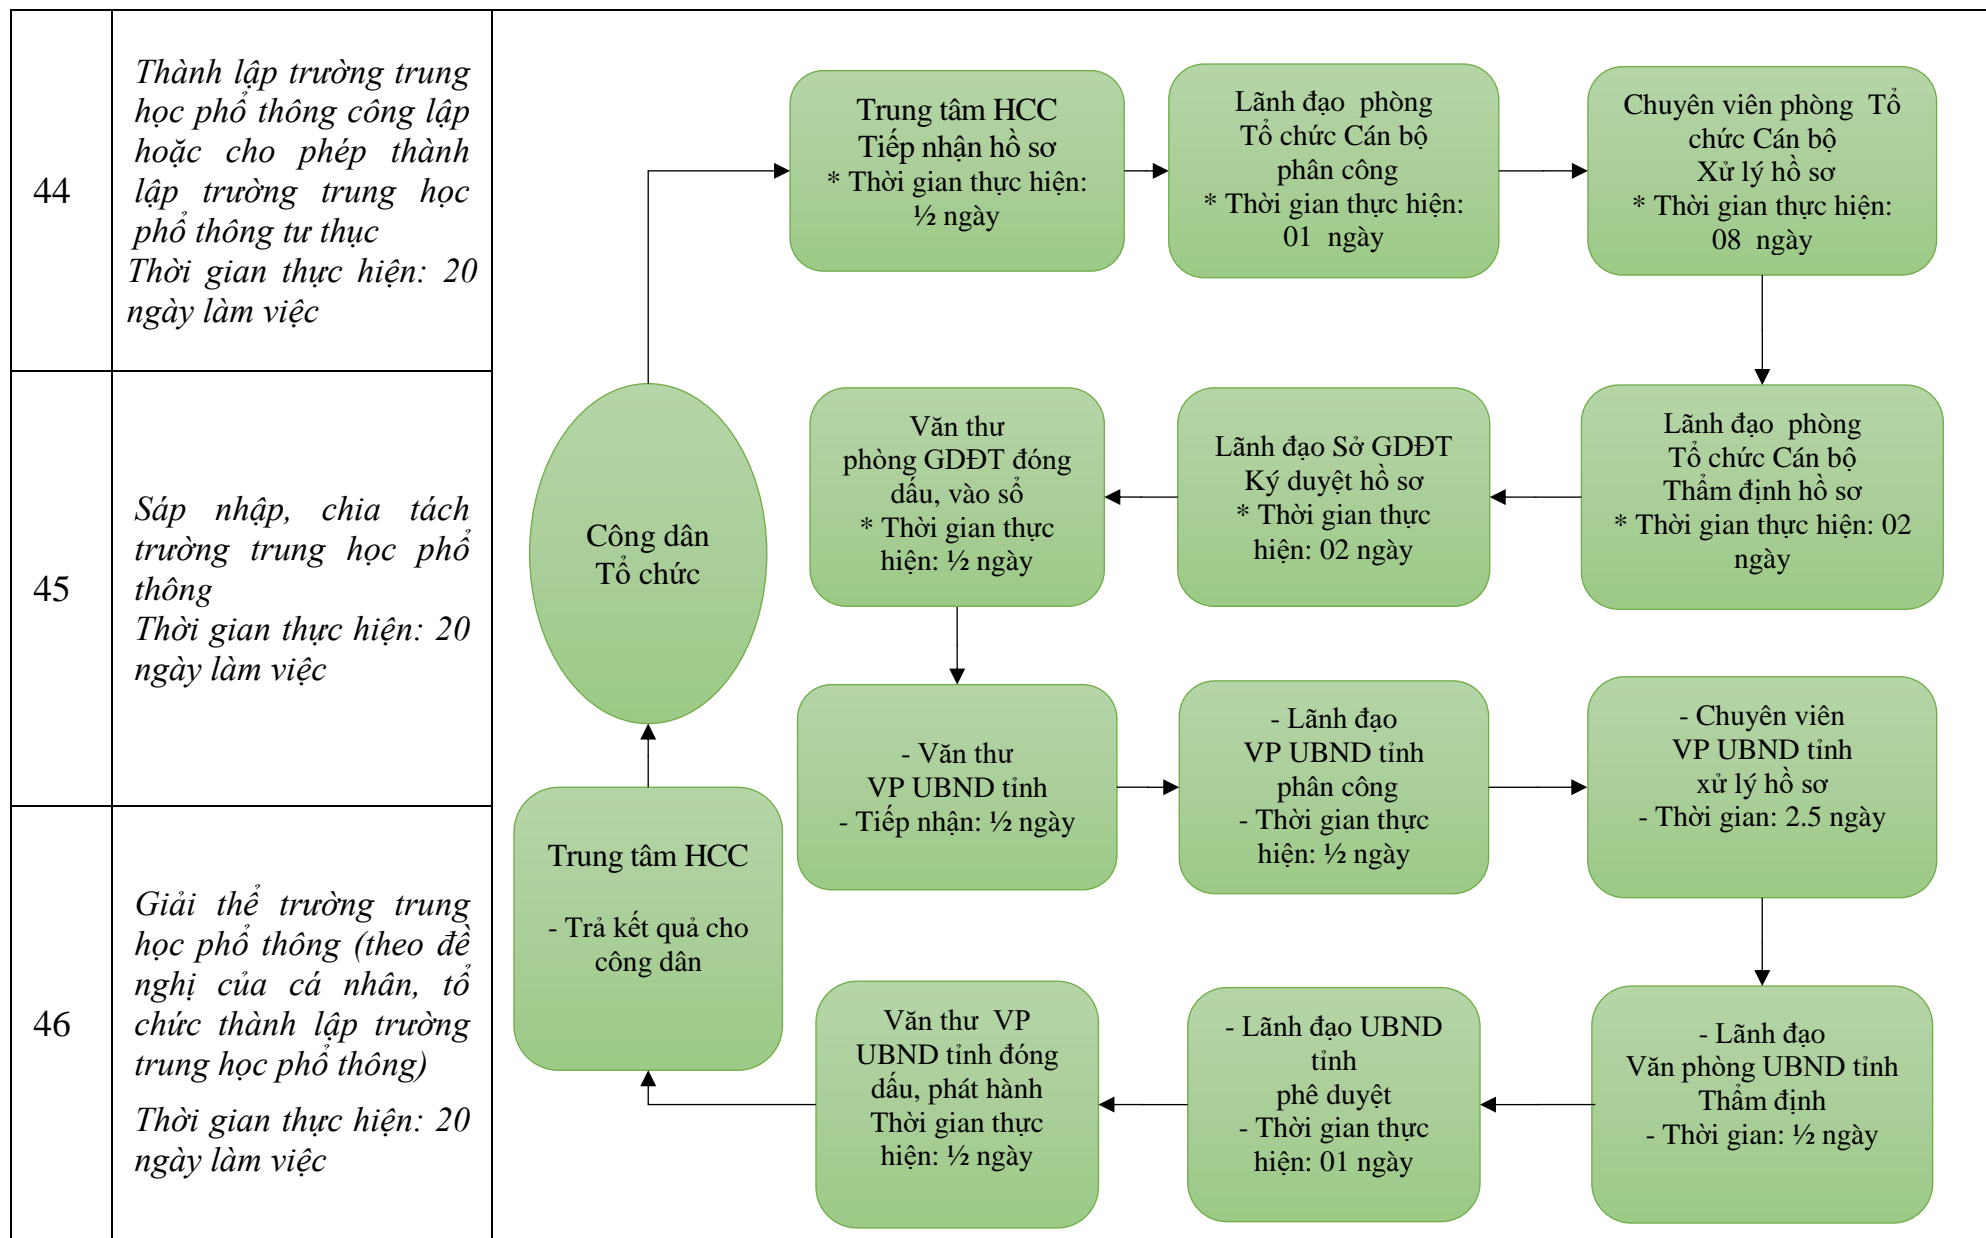 44
Thành lập trường trung
học phổ thông công lập
hoặc cho phép thành
lập trường trung học
phổ thông tư thục
Thời gian thực hiện: 20
ngày làm việc
45
Sáp nhập, chia tách
trường trung học phổ
thông
Thời gian thực hiện: 20
ngày làm việc
46
Giải thể trường trung
học phổ thông (theo đề
nghị của cá nhân, tổ
chức thành lập trường
trung học phổ thông)
Thời gian thực hiện: 20
ngày làm việc
Công dân
Tổ chức
Trung tâm HCC
Tiếp nhận hồ sơ
* Thời gian thực hiện:
½ ngày
Lãnh đạo phòng
Tổ chức Cán bộ
phân công
* Thời gian thực hiện:
01 ngày
Chuyên viên phòng Tổ
chức Cán bộ
Xử lý hồ sơ
* Thời gian thực hiện:
08 ngày
Lãnh đạo phòng
Tổ chức Cán bộ
Thẩm định hồ sơ
* Thời gian thực hiện: 02
ngày
Lãnh đạo Sở GDĐT
Ký duyệt hồ sơ
* Thời gian thực
hiện: 02 ngày
Văn thư
phòng GDĐT đóng
dấu, vào sổ
* Thời gian thực
hiện: ½ ngày
- Văn thư
VP UBND tỉnh
- Tiếp nhận: ½ ngày
- Lãnh đạo
VP UBND tỉnh
phân công
- Thời gian thực
hiện: ½ ngày
- Chuyên viên
VP UBND tỉnh
xử lý hồ sơ
- Thời gian: 2.5 ngày
- Lãnh đạo
Văn phòng UBND tỉnh
Thẩm định
- Thời gian: ½ ngày
- Lãnh đạo UBND
tỉnh
phê duyệt
- Thời gian thực
hiện: 01 ngày
Văn thư VP
UBND tỉnh đóng
dấu, phát hành
Thời gian thực
hiện: ½ ngày
Trung tâm HCC
- Trả kết quả cho
công dân